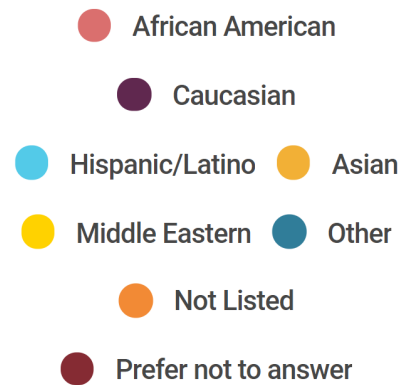 African American
Caucasian
Hispanic/Latino Asian
Middle Eastern Other
Not Listed
Prefer not to answer